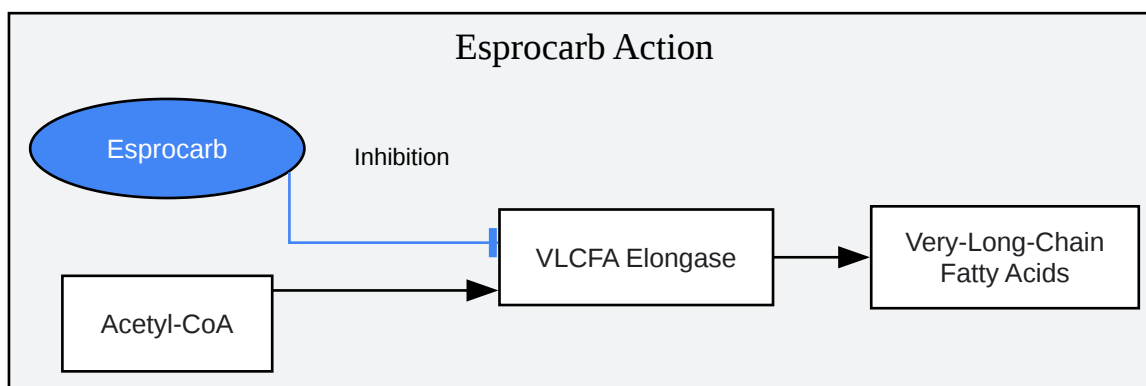 Esprocarb Action
Esprocarb
Inhibition
VLCFA Elongase
Very-Long-Chain
Fatty Acids
Acetyl-CoA